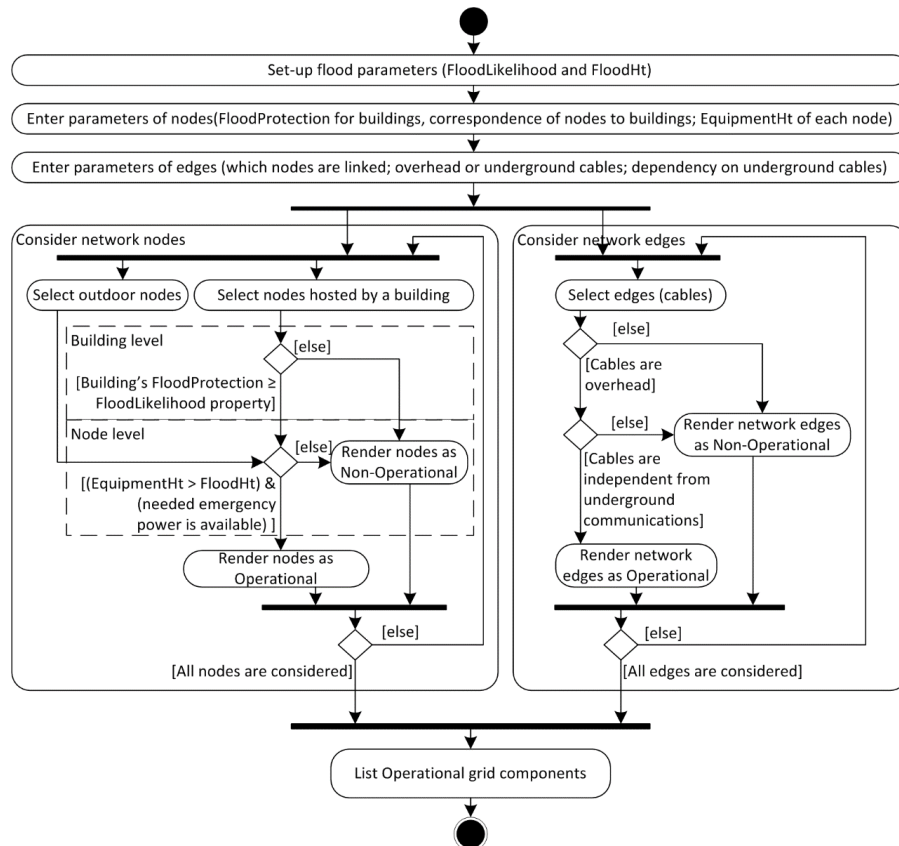 Set-up flood parameters (FloodLikelihood and FloodHt)
Enter parameters of nodes(FloodProtection for buildings, correspondence of nodes to buildings; EquipmentHt of each node)
Enter parameters of edges (which nodes are linked; overhead or underground cables; dependency on underground cables)
Consider network nodes
Select outdoor nodes
Select nodes hosted by a building
Building level
[else]
[Building's FloodProtection ≥
FloodLikelihood property]
Node level
[else]
Render nodes as
Non-Operational
[(EquipmentHt > FloodHt) &
(needed emergency
power is available) ]
Render nodes as
Operational
[else]
[All nodes are considered]
Consider network edges
Select edges (cables)
[else]
[Cables are
overhead]
[else]
Render network edges
as Non-Operational
[Cables are
independent from
underground
communications]
Render network
edges as Operational
[else]
[All edges are considered]
List Operational grid components